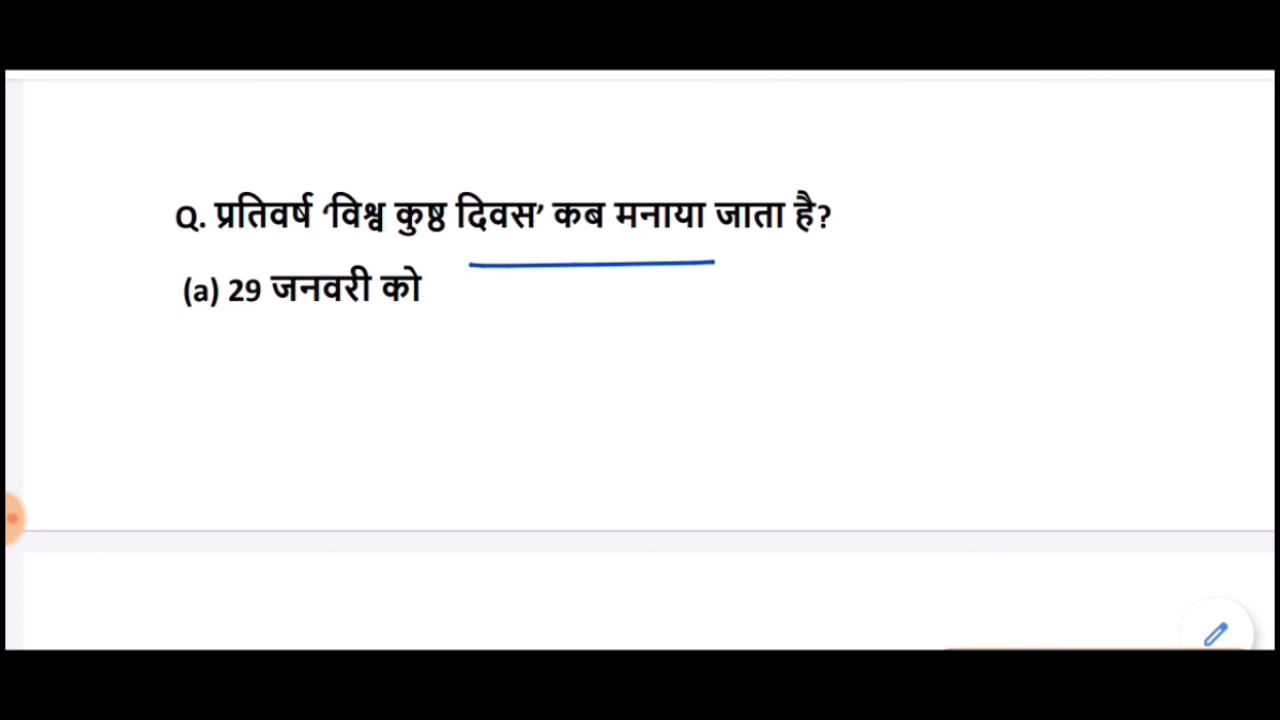 Q. प्रतिवर्ष ‘विश्व कुष्ठ दिवस’ कब मनाया जाता है?
(a) 29 जनवरी को